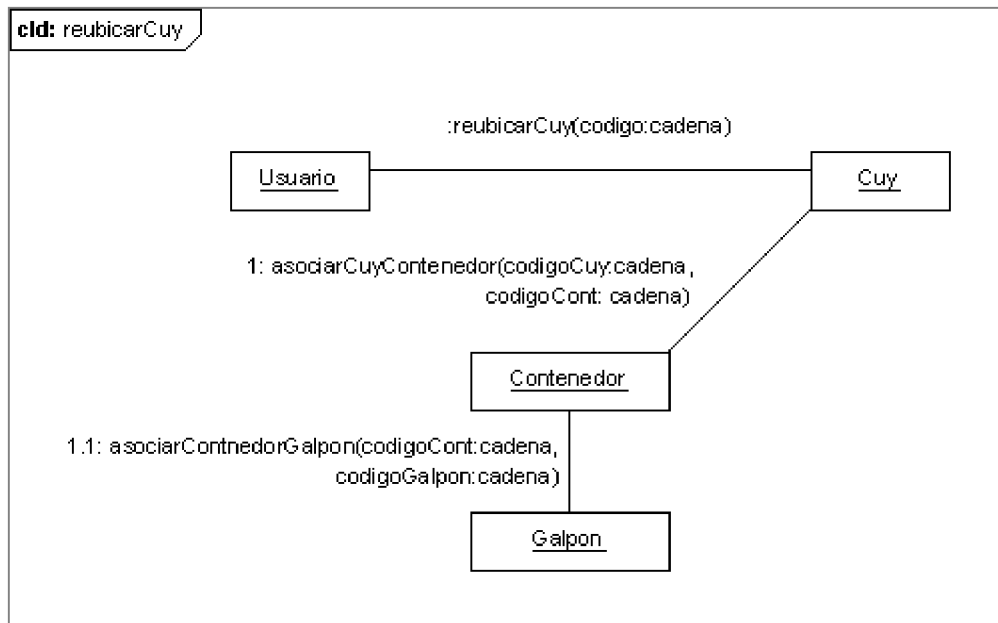 cld: reubicarCuy
:reubicarCuy(codigo:cadena)
Usuario
Cuy
1: asociarCuyContenedor(codigoCuy:cadena,
codigoCont: cadena)
Contenedor
1.1: asociarContnedorGalpon(codigoCont:cadena,
codigoGalpon:cadena)
Galpon